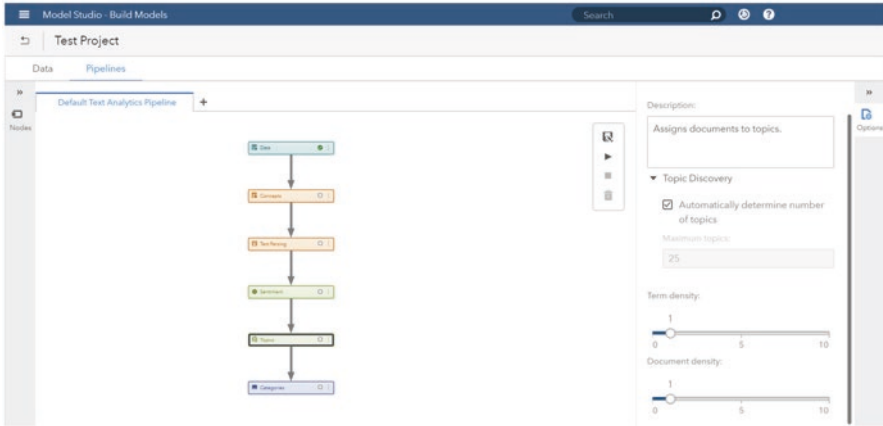 Model Studio - Build Models
Search
Test Project
Data
Pipelines
Nodes
Default Text Analytics Pipeline
Data
Concepts
Text Parsing
Sentiment
Topics
Categories
Description:
Assigns documents to topics.
Topic Discovery
Automatically determine number
of topics
Maximum topics:
25
Term density:
1
0 5 10
Document density:
1
0 5 10
Options